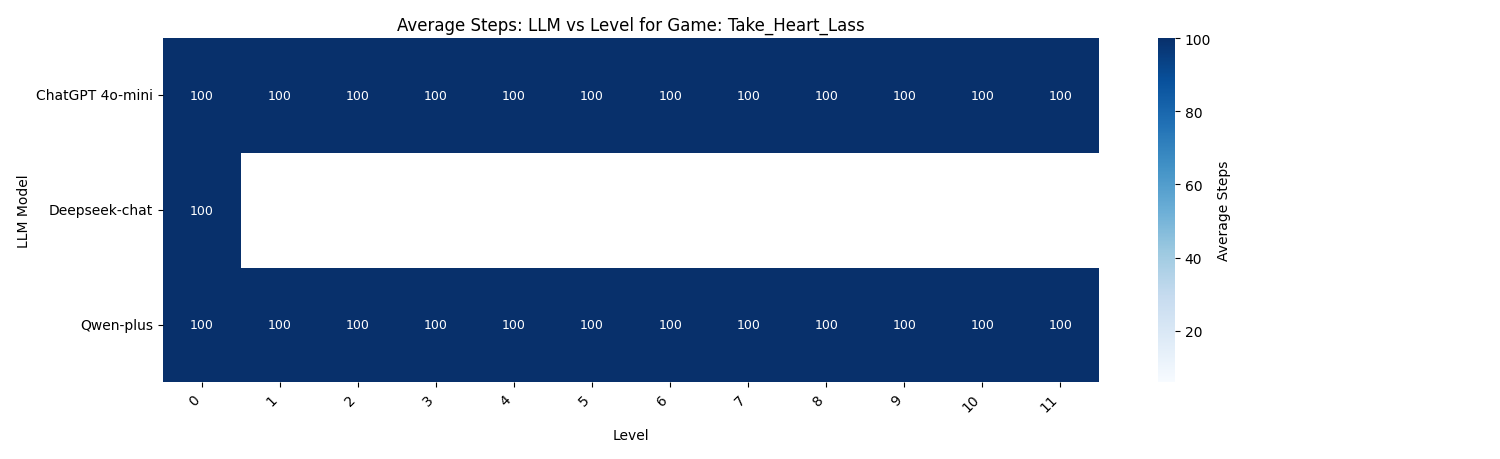 Average Steps: LLM vs Level for Game: Take_Heart_Lass
LLM Model
ChatGPT 4o-mini
100 100 100 100 100 100 100 100 100 100 100 100
Deepseek-chat
100
Qwen-plus
100 100 100 100 100 100 100 100 100 100 100 100
0 1 2 3 4 5 6 7 8 9 10 11
Level
100
80
60
40
20
Average Steps